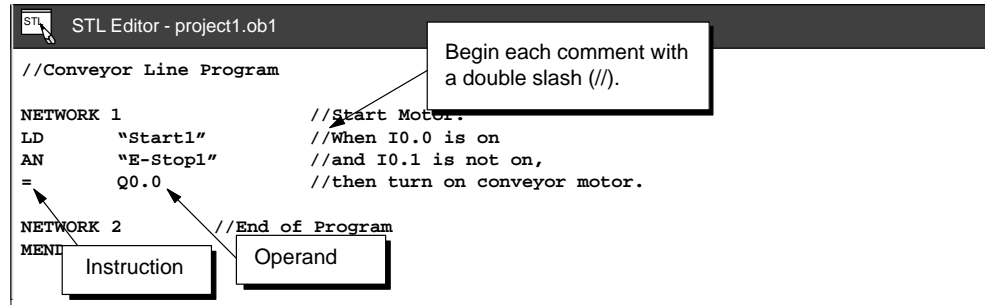 STL
STL Editor - project1.ob1
Begin each comment with
a double slash (//).
//Conveyor Line Program
NETWORK 1 //Start Motor.
LD “Start1” //When I0.0 is on
AN “E-Stop1” //and I0.1 is not on,
= Q0.0 //then turn on conveyor motor.
NETWORK 2 //End of Program
MEND
Instruction
Operand